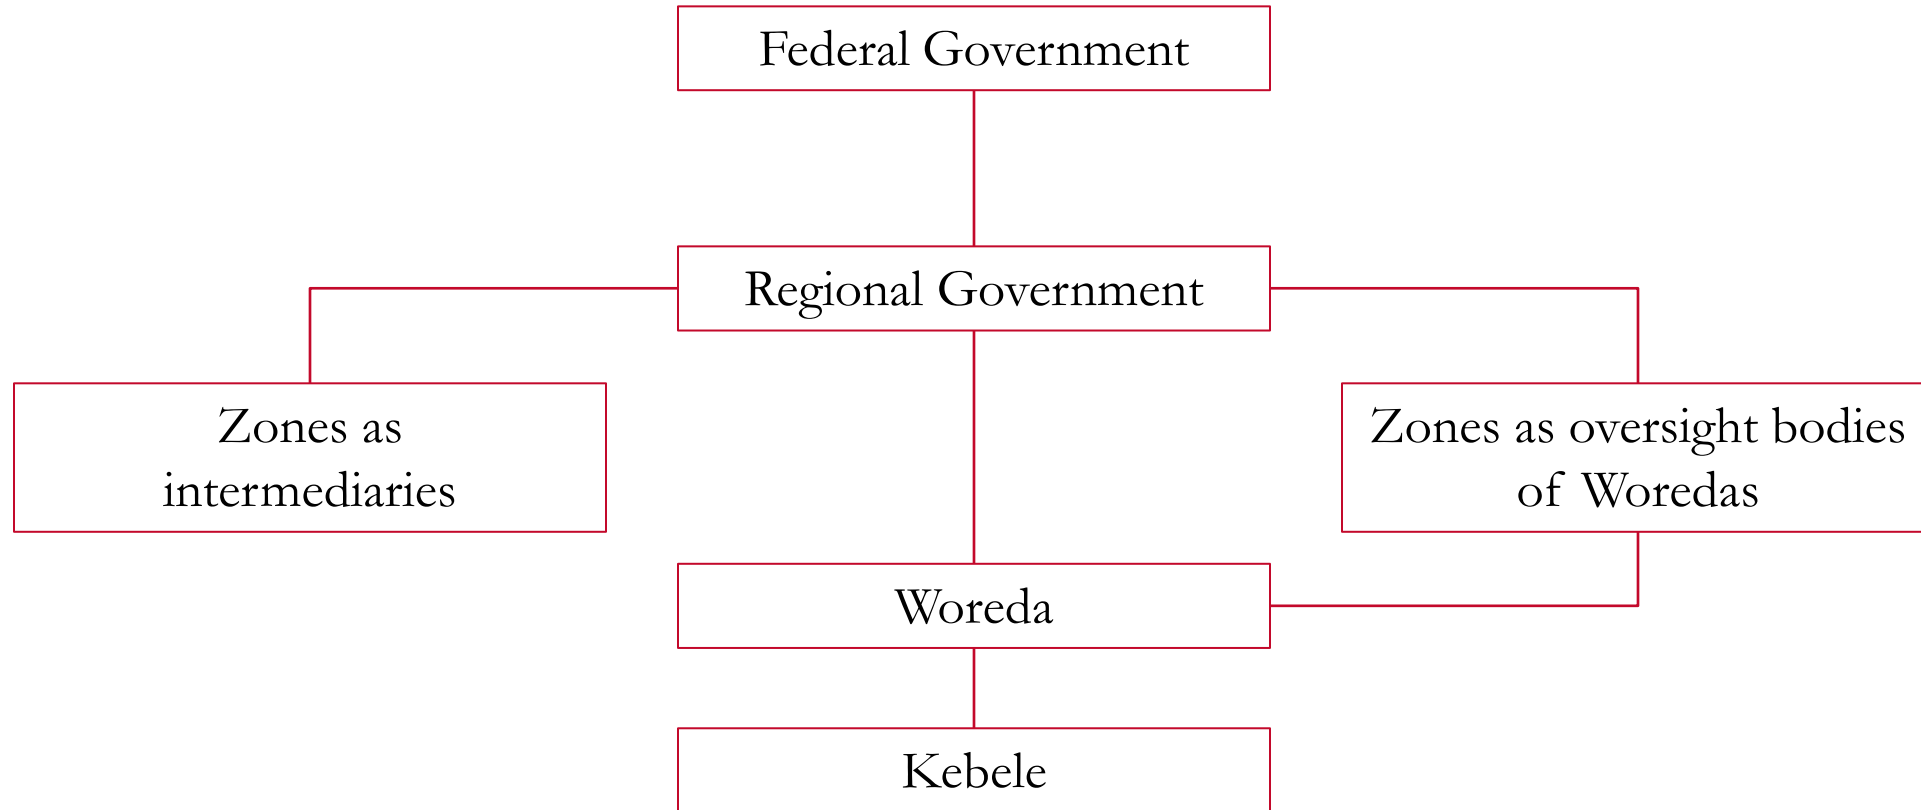 Federal Government
Regional Government
Zones as
intermediaries
Zones as oversight bodies
of Woredas
Woreda
Kebele